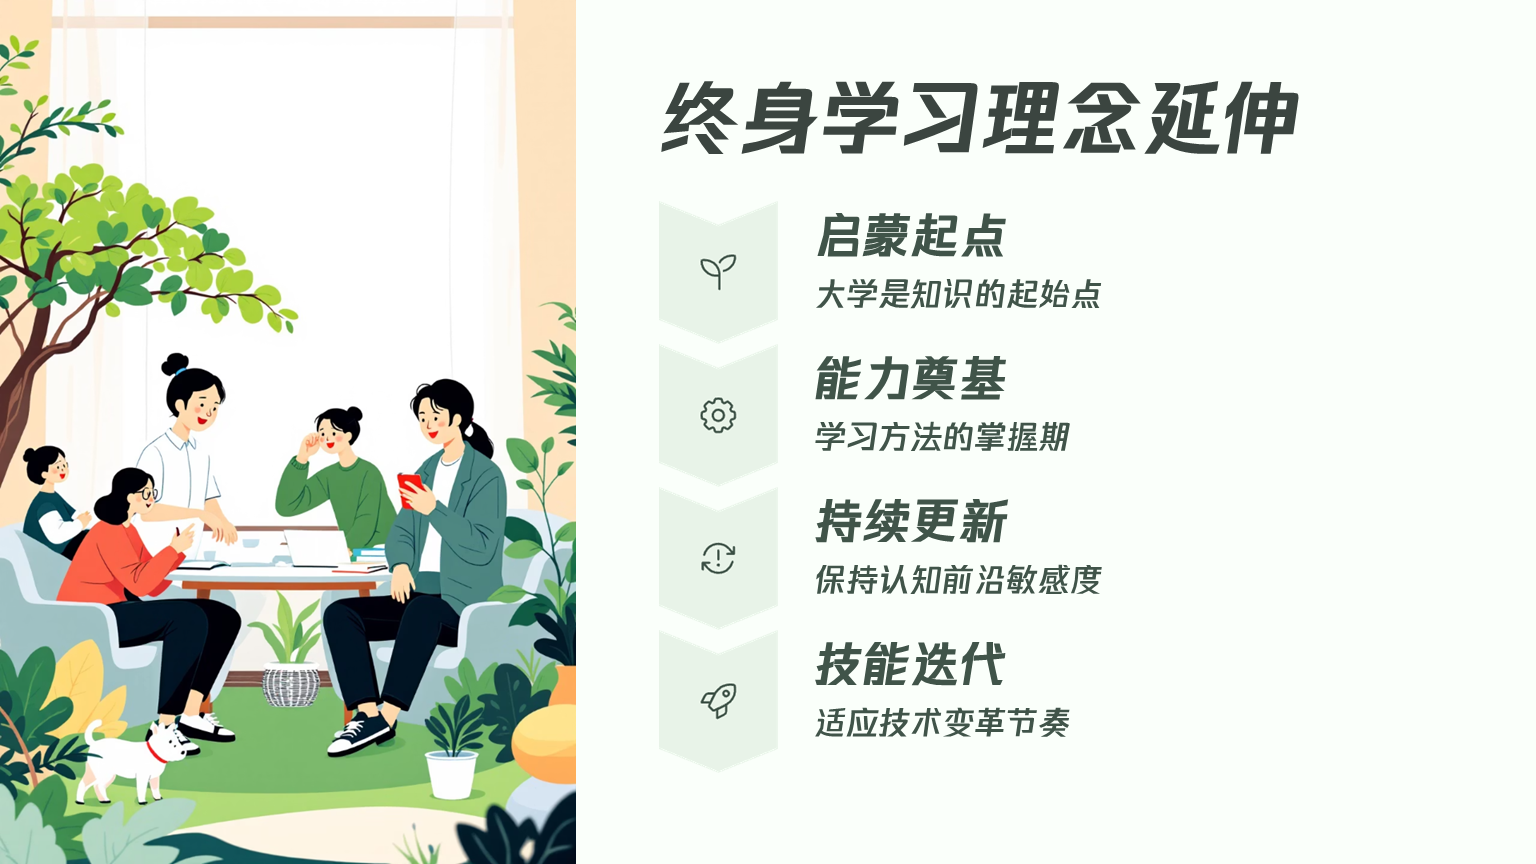 终身学习理念延伸
启蒙起点
大学是知识的起始点
能力奠基
学习方法的掌握期
持续更新
保持认知前沿敏感度
技能迭代
适应技术变革节奏